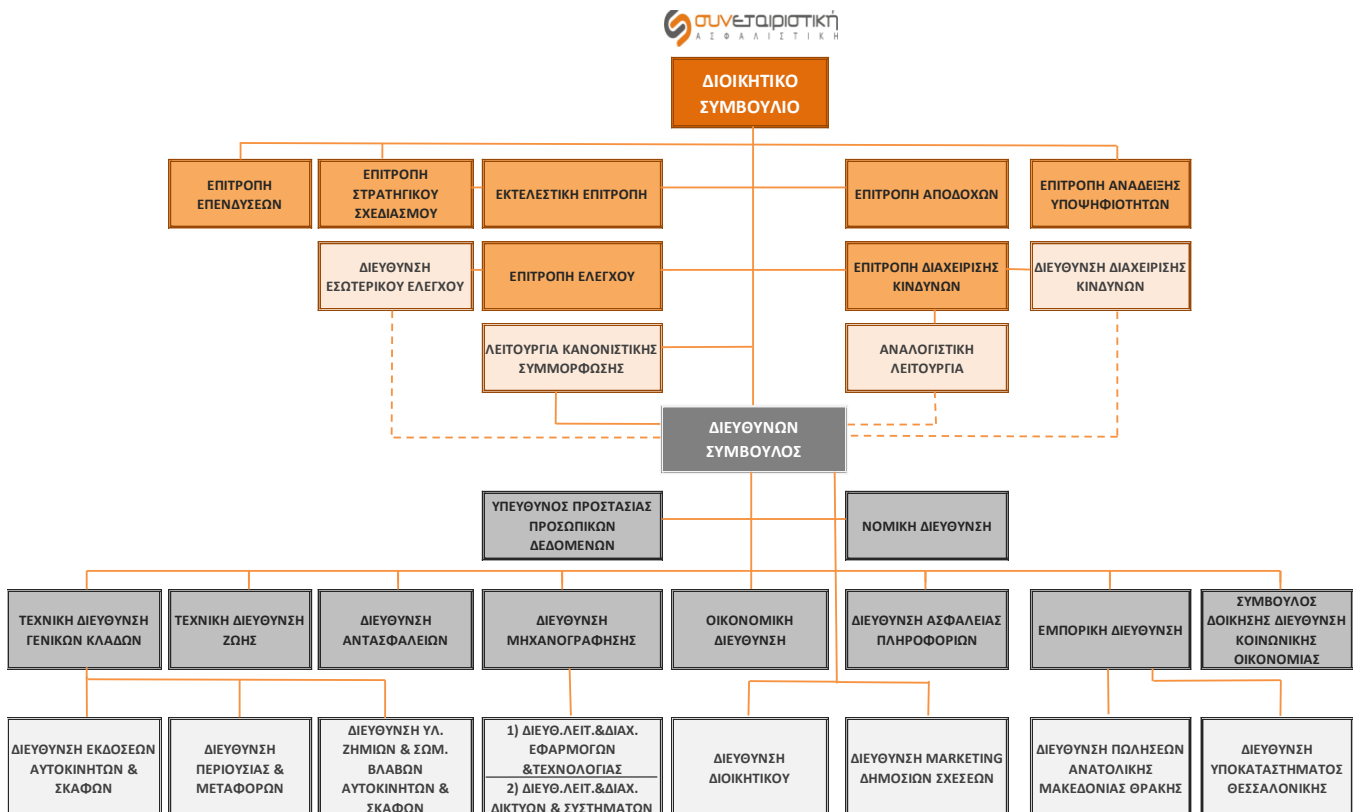 συνεταιριστική
ΑΣΦΑΛΙΣΤΙΚΗ
ΔΙΟΙΚΗΤΙΚΟ
ΣΥΜΒΟΥΛΙΟ
ΕΠΙΤΡΟΠΗ
ΕΠΕΝΔΥΣΕΩΝ
ΕΠΙΤΡΟΠΗ
ΣΤΡΑΤΗΓΙΚΟΥ
ΣΧΕΔΙΑΣΜΟΥ
ΕΚΤΕΛΕΣΤΙΚΗ ΕΠΙΤΡΟΠΗ
ΕΠΙΤΡΟΠΗ ΑΠΟΔΟΧΩΝ
ΕΠΙΤΡΟΠΗ ΑΝΑΔΕΙΞΗΣ
ΥΠΟΨΗΦΙΟΤΗΤΩΝ
ΔΙΕΥΘΥΝΣΗ
ΕΣΩΤΕΡΙΚΟΥ ΕΛΕΓΧΟΥ
ΕΠΙΤΡΟΠΗ ΕΛΕΓΧΟΥ
ΕΠΙΤΡΟΠΗ ΔΙΑΧΕΙΡΙΣΗΣ
ΚΙΝΔΥΝΩΝ
ΔΙΕΥΘΥΝΣΗ ΔΙΑΧΕΙΡΙΣΗΣ
ΚΙΝΔΥΝΩΝ
ΛΕΙΤΟΥΡΓΙΑ ΚΑΝΟΝΙΣΤΙΚΗΣ
ΣΥΜΜΟΡΦΩΣΗΣ
ΑΝΑΛΟΓΙΣΤΙΚΗ
ΛΕΙΤΟΥΡΓΙΑ
ΔΙΕΥΘΥΝΩΝ
ΣΥΜΒΟΥΛΟΣ
ΥΠΕΥΘΥΝΟΣ ΠΡΟΣΤΑΣΙΑΣ
ΠΡΟΣΩΠΙΚΩΝ
ΔΕΔΟΜΕΝΩΝ
ΝΟΜΙΚΗ ΔΙΕΥΘΥΝΣΗ
ΤΕΧΝΙΚΗ ΔΙΕΥΘΥΝΣΗ
ΓΕΝΙΚΩΝ ΚΛΑΔΩΝ
ΤΕΧΝΙΚΗ ΔΙΕΥΘΥΝΣΗ
ΖΩΗΣ
ΔΙΕΥΘΥΝΣΗ
ΑΝΤΑΣΦΑΛΕΙΩΝ
ΔΙΕΥΘΥΝΣΗ
ΜΗΧΑΝΟΓΡΑΦΗΣΗΣ
ΟΙΚΟΝΟΜΙΚΗ
ΔΙΕΥΘΥΝΣΗ
ΔΙΕΥΘΥΝΣΗ ΑΣΦΑΛΕΙΑΣ
ΠΛΗΡΟΦΟΡΙΩΝ
ΕΜΠΟΡΙΚΗ ΔΙΕΥΘΥΝΣΗ
ΣΥΜΒΟΥΛΟΣ
ΔΟΙΚΗΣΗΣ ΔΙΕΥΘΥΝΣΗ
ΚΟΙΝΩΝΙΚΗΣ
ΟΙΚΟΝΟΜΙΑΣ
ΔΙΕΥΘΥΝΣΗ ΕΚΔΟΣΕΩΝ
ΑΥΤΟΚΙΝΗΤΩΝ &
ΣΚΑΦΩΝ
ΔΙΕΥΘΥΝΣΗ
ΠΕΡΙΟΥΣΙΑΣ &
ΜΕΤΑΦΟΡΩΝ
ΔΙΕΥΘΥΝΣΗ ΥΛ.
ΖΗΜΙΩΝ & ΣΩΜ.
ΒΛΑΒΩΝ
ΑΥΤΟΚΙΝΗΤΩΝ &
ΣΚΑΦΩΝ
1) ΔΙΕΥΘ.ΛΕΙΤ.&ΔΙΑΧ.
ΕΦΑΡΜΟΓΩΝ
&ΤΕΧΝΟΛΟΓΙΑΣ
2) ΔΙΕΥΘ.ΛΕΙΤ.&ΔΙΑΧ.
ΔΙΚΤΥΩΝ & ΣΥΣΤΗΜΑΤΩΝ
ΔΙΕΥΘΥΝΣΗ
ΔΙΟΙΚΗΤΙΚΟΥ
ΔΙΕΥΘΥΝΣΗ MARKETING
ΔΗΜΟΣΙΩΝ ΣΧΕΣΕΩΝ
ΔΙΕΥΘΥΝΣΗ ΠΩΛΗΣΕΩΝ
ΑΝΑΤΟΛΙΚΗΣ
ΜΑΚΕΔΟΝΙΑΣ ΘΡΑΚΗΣ
ΔΙΕΥΘΥΝΣΗ
ΥΠΟΚΑΤΑΣΤΗΜΑΤΟΣ
ΘΕΣΣΑΛΟΝΙΚΗΣ